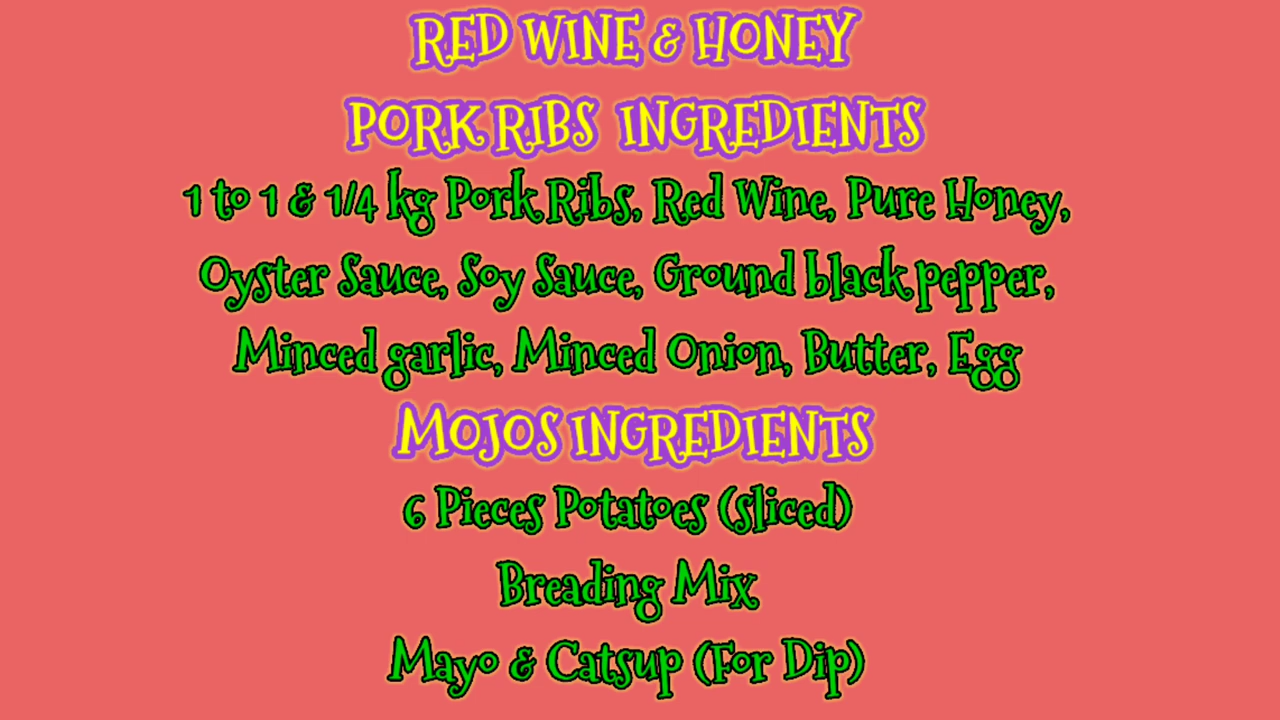 RED WINE & HONEY
PORK RIBS INGREDIENTS
1 to 1 & 1/4 kg Pork Ribs, Red Wine, Pure Honey,
Oyster Sauce, Soy Sauce, Ground black pepper,
Minced garlic, Minced Onion, Butter, Egg
MOJOS INGREDIENTS
6 Pieces Potatoes (sliced)
Breading Mix
Mayo & Catsup (For Dip)